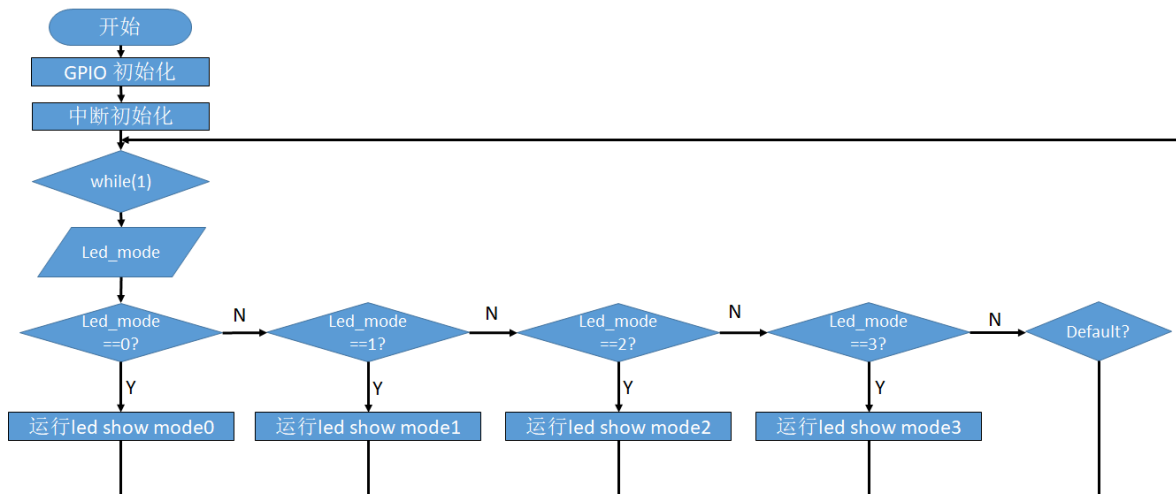 开始
GPIO 初始化
中断初始化
while(1)
Led_mode
Led_mode
==0?
N
Led_mode
==1?
N
Led_mode
==2?
N
Led_mode
==3?
N
Default?
Y
Y
Y
Y
运行led show mode0
运行led show mode1
运行led show mode2
运行led show mode3